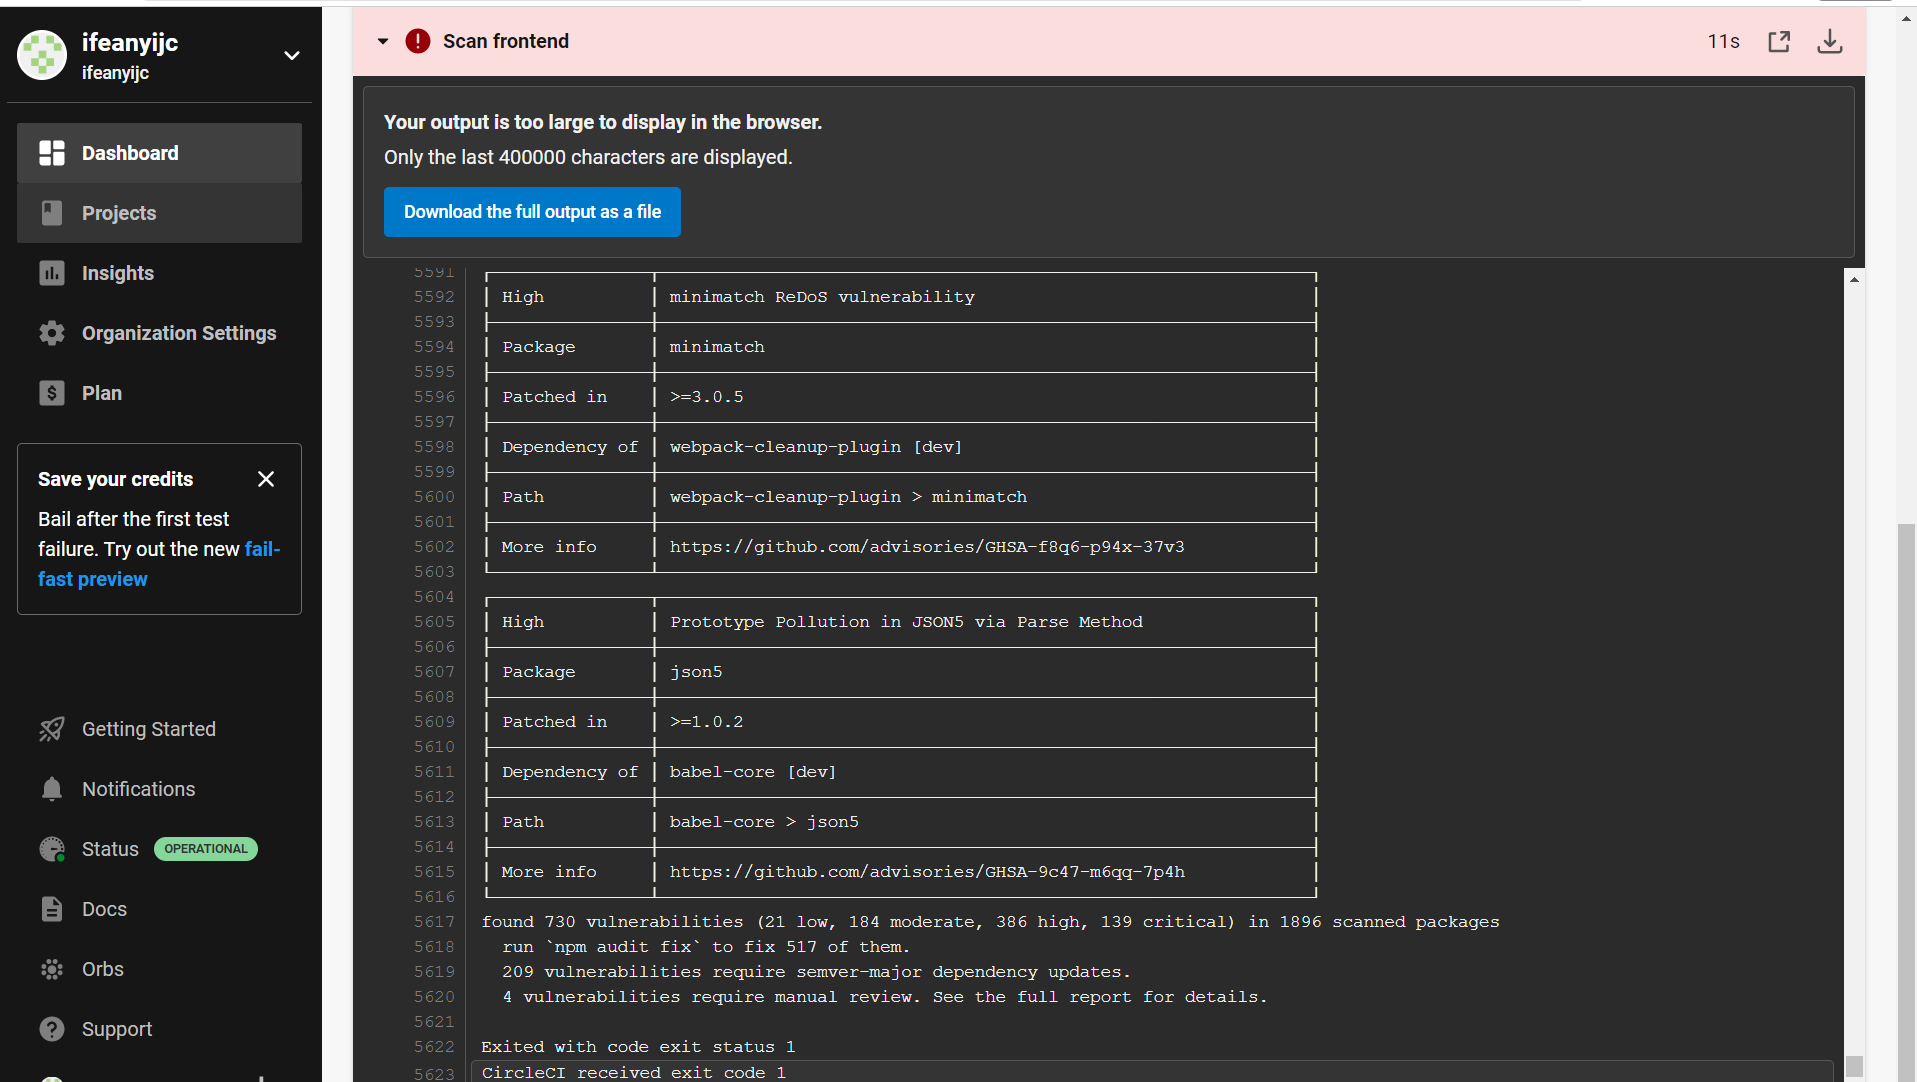 ifeanyijc
ifeanyijc
Dashboard
Projects
Insights
Organization Settings
Plan
Save your credits
Bail after the first test
failure. Try out the new fail-
fast preview
Getting Started
Notifications
Status OPERATIONAL
Docs
Orbs
Support
Scan frontend 11s
Your output is too large to display in the browser.
Only the last 400000 characters are displayed.
Download the full output as a file
5591
5592 High minimatch ReDoS vulnerability
5593
5594 Package minimatch
5595
5596 Patched in >=3.0.5
5597
5598 Dependency of webpack-cleanup-plugin [dev]
5599
5600 Path webpack-cleanup-plugin > minimatch
5601
5602 More info https://github.com/advisories/GHSA-f8q6-p94x-37v3
5603
5604
5605 High Prototype Pollution in JSON5 via Parse Method
5606
5607 Package json5
5608
5609 Patched in >=1.0.2
5610
5611 Dependency of babel-core [dev]
5612
5613 Path babel-core > json5
5614
5615 More info https://github.com/advisories/GHSA-9c47-m6qq-7p4h
5616
5617 found 730 vulnerabilities (21 low, 184 moderate, 386 high, 139 critical) in 1896 scanned packages
5618 run `npm audit fix` to fix 517 of them.
5619 209 vulnerabilities require semver-major dependency updates.
5620 4 vulnerabilities require manual review. See the full report for details.
5621
5622 Exited with code exit status 1
5623 CircleCI received exit code 1